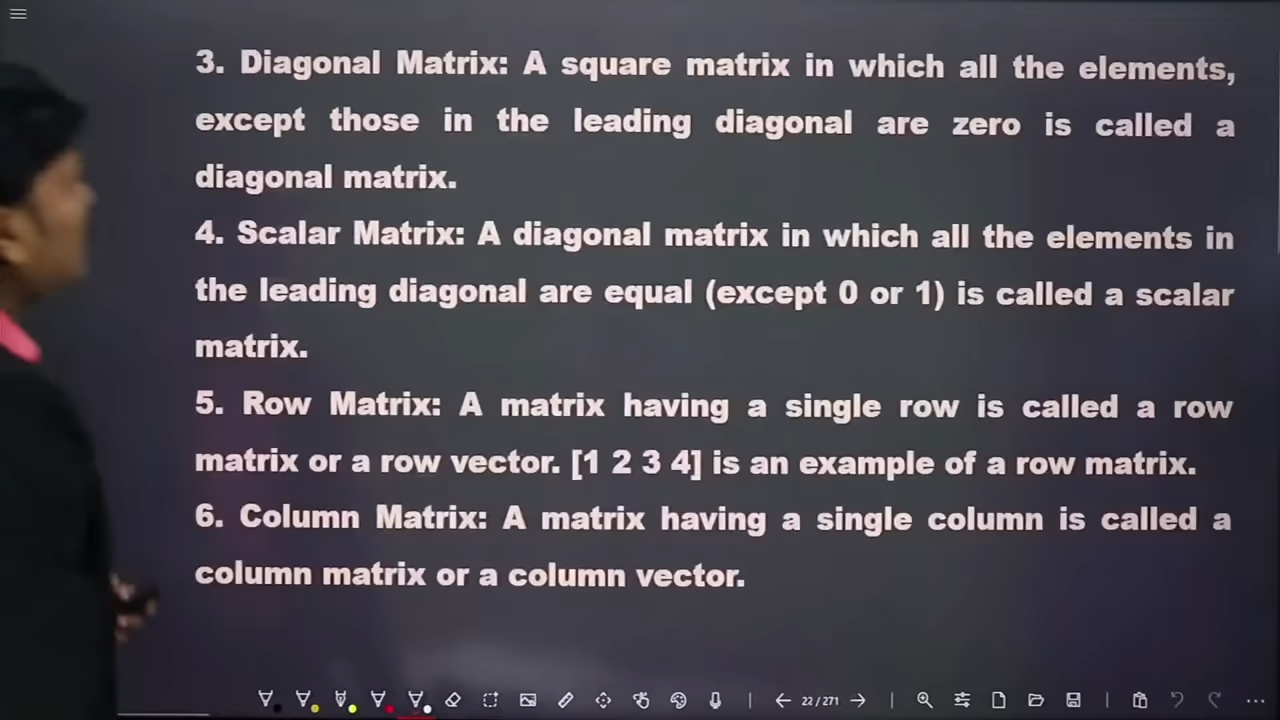 3. Diagonal Matrix: A square matrix in which all the elements,
except those in the leading diagonal are zero is called a
diagonal matrix.
4. Scalar Matrix: A diagonal matrix in which all the elements in
the leading diagonal are equal (except 0 or 1) is called a scalar
matrix.
5. Row Matrix: A matrix having a single row is called a row
matrix or a row vector. [1 2 3 4] is an example of a row matrix.
6. Column Matrix: A matrix having a single column is called a
column matrix or a column vector.
22 / 271